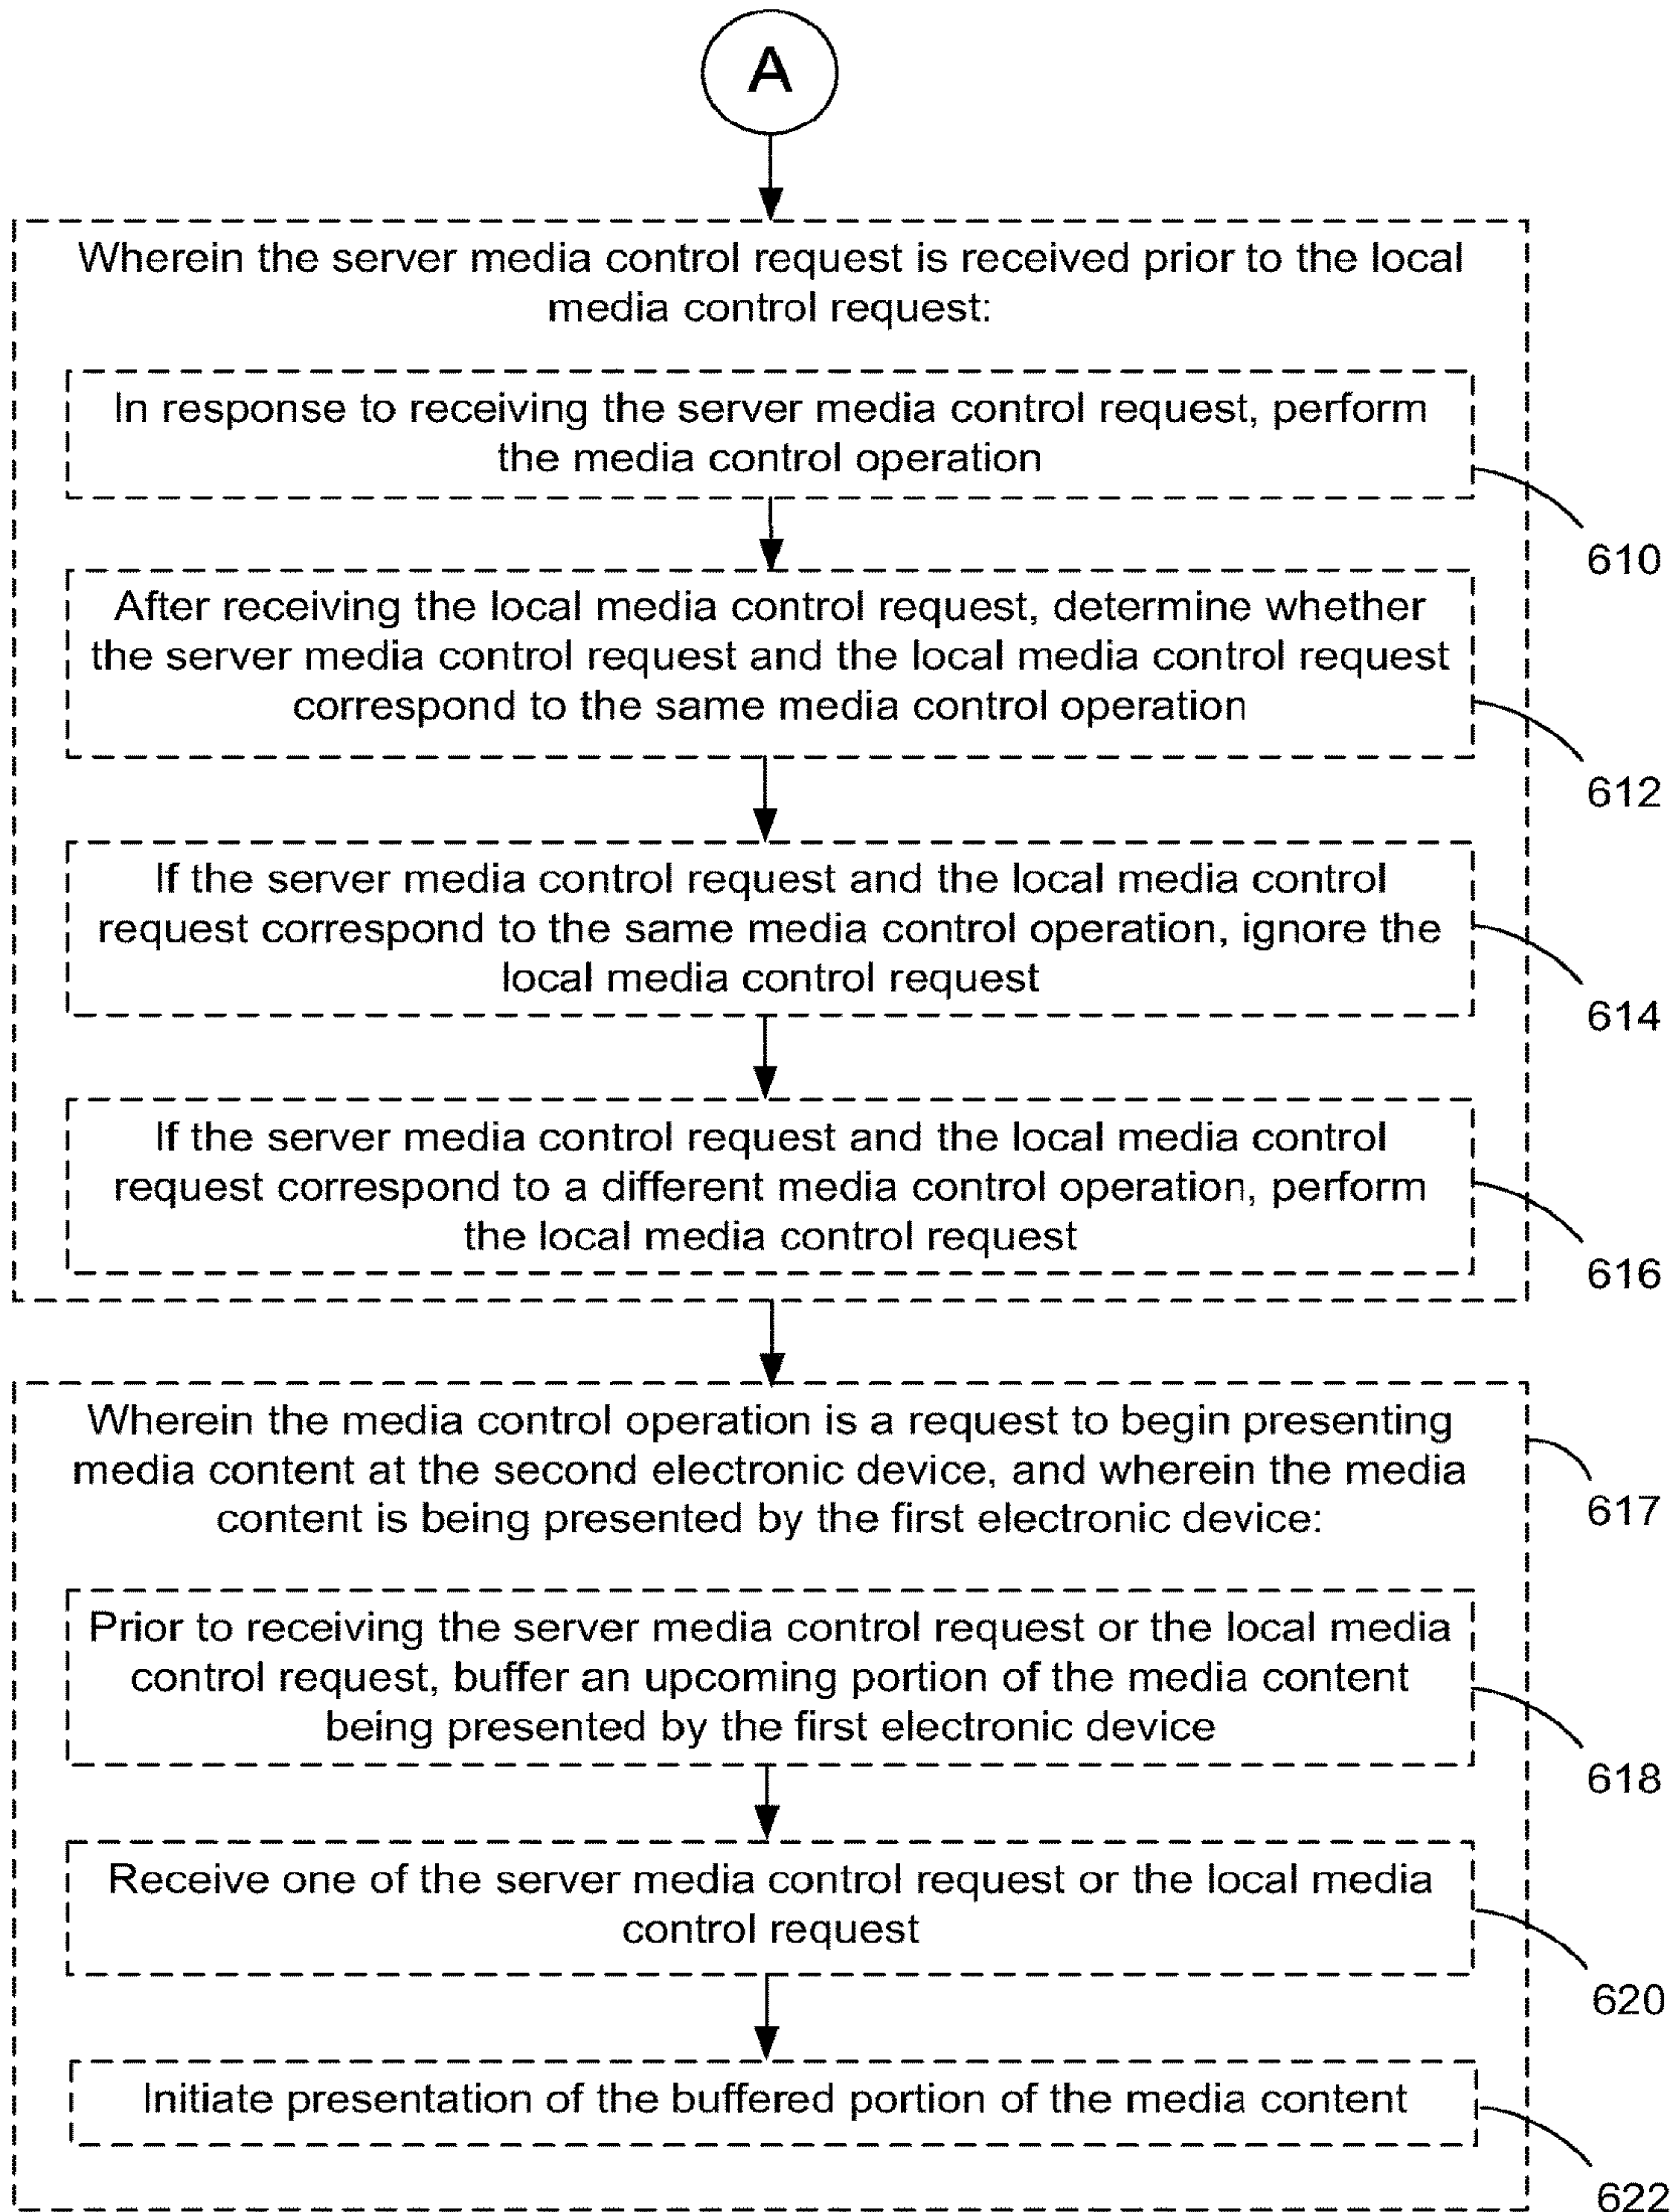 A
Wherein the server media control request is received prior to the local
media control request:
In response to receiving the server media control request, perform
the media control operation
610
After receiving the local media control request, determine whether
the server media control request and the local media control request
correspond to the same media control operation
612
If the server media control request and the local media control
request correspond to the same media control operation, ignore the
local media control request
614
If the server media control request and the local media control
request correspond to a different media control operation, perform
the local media control request
616
Wherein the media control operation is a request to begin presenting
media content at the second electronic device, and wherein the media
content is being presented by the first electronic device:
617
Prior to receiving the server media control request or the local media
control request, buffer an upcoming portion of the media content
being presented by the first electronic device
618
Receive one of the server media control request or the local media
control request
620
Initiate presentation of the buffered portion of the media content
622